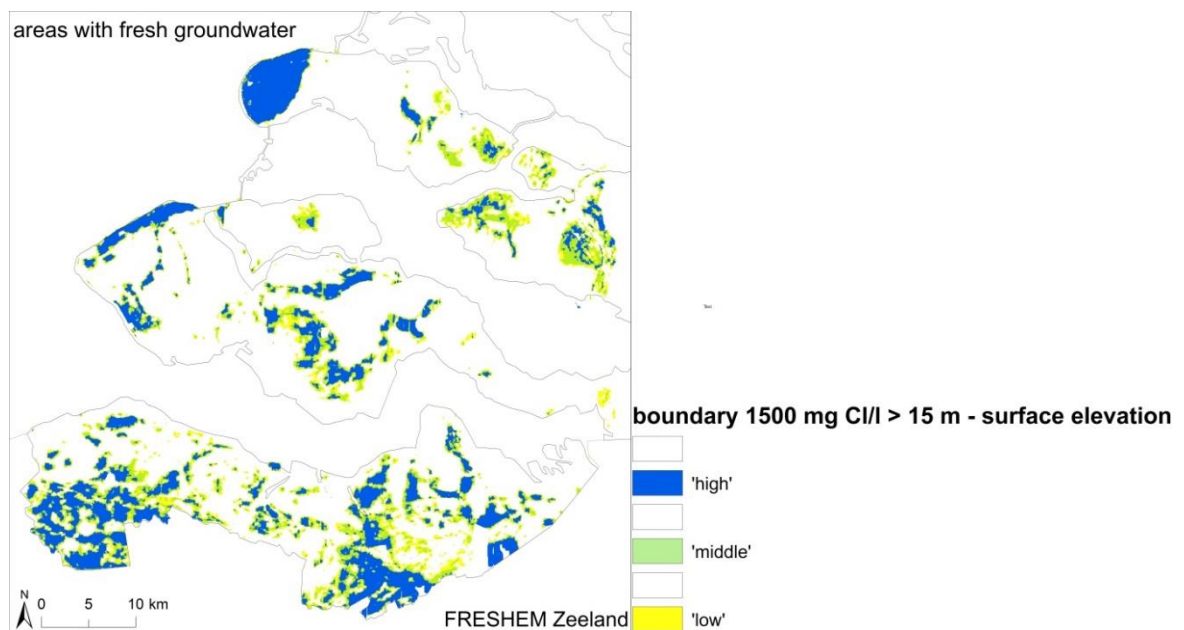 areas with fresh groundwater
Text
boundary 1500 mg Cl/l > 15 m - surface elevation
'high'
'middle'
'low'
N
0 5 10 km
FRESHEM Zeeland